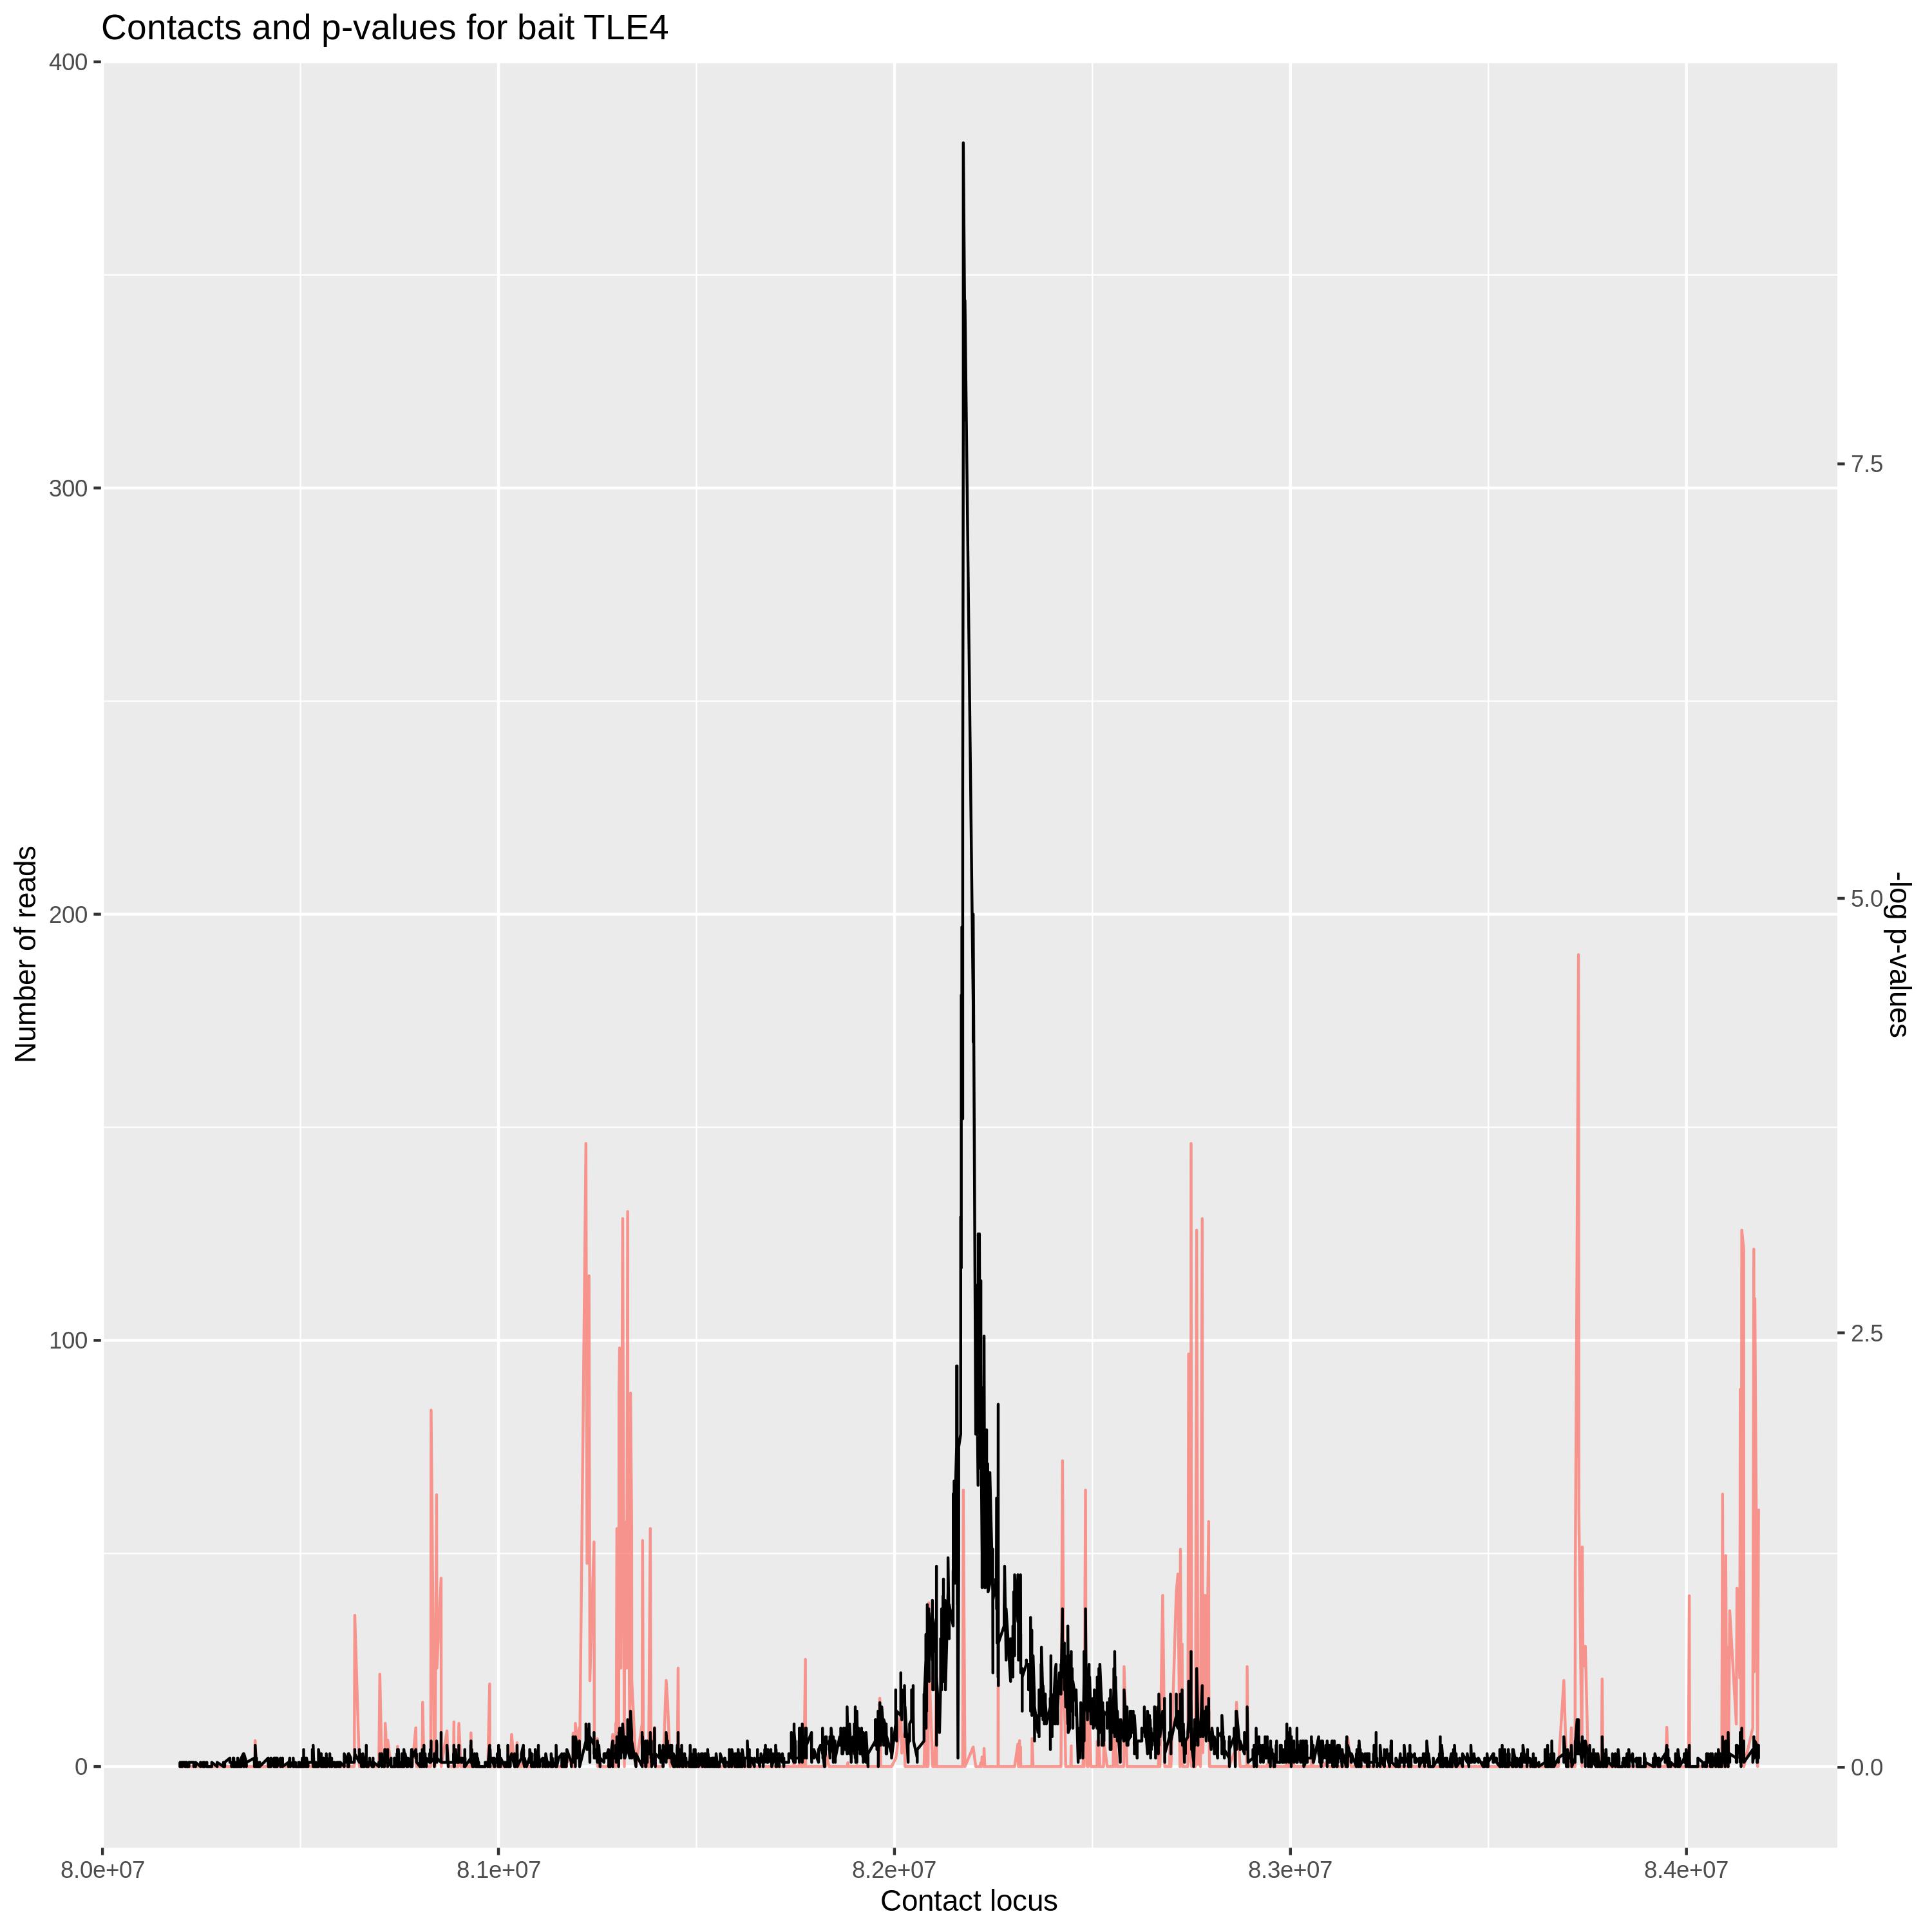 Contacts and p-values for bait TLE4
400
300
200
100
0
Number of reads
7.5
5.0
2.5
0.0
-log p-values
8.0e+07
8.1e+07
8.2e+07
8.3e+07
8.4e+07
Contact locus